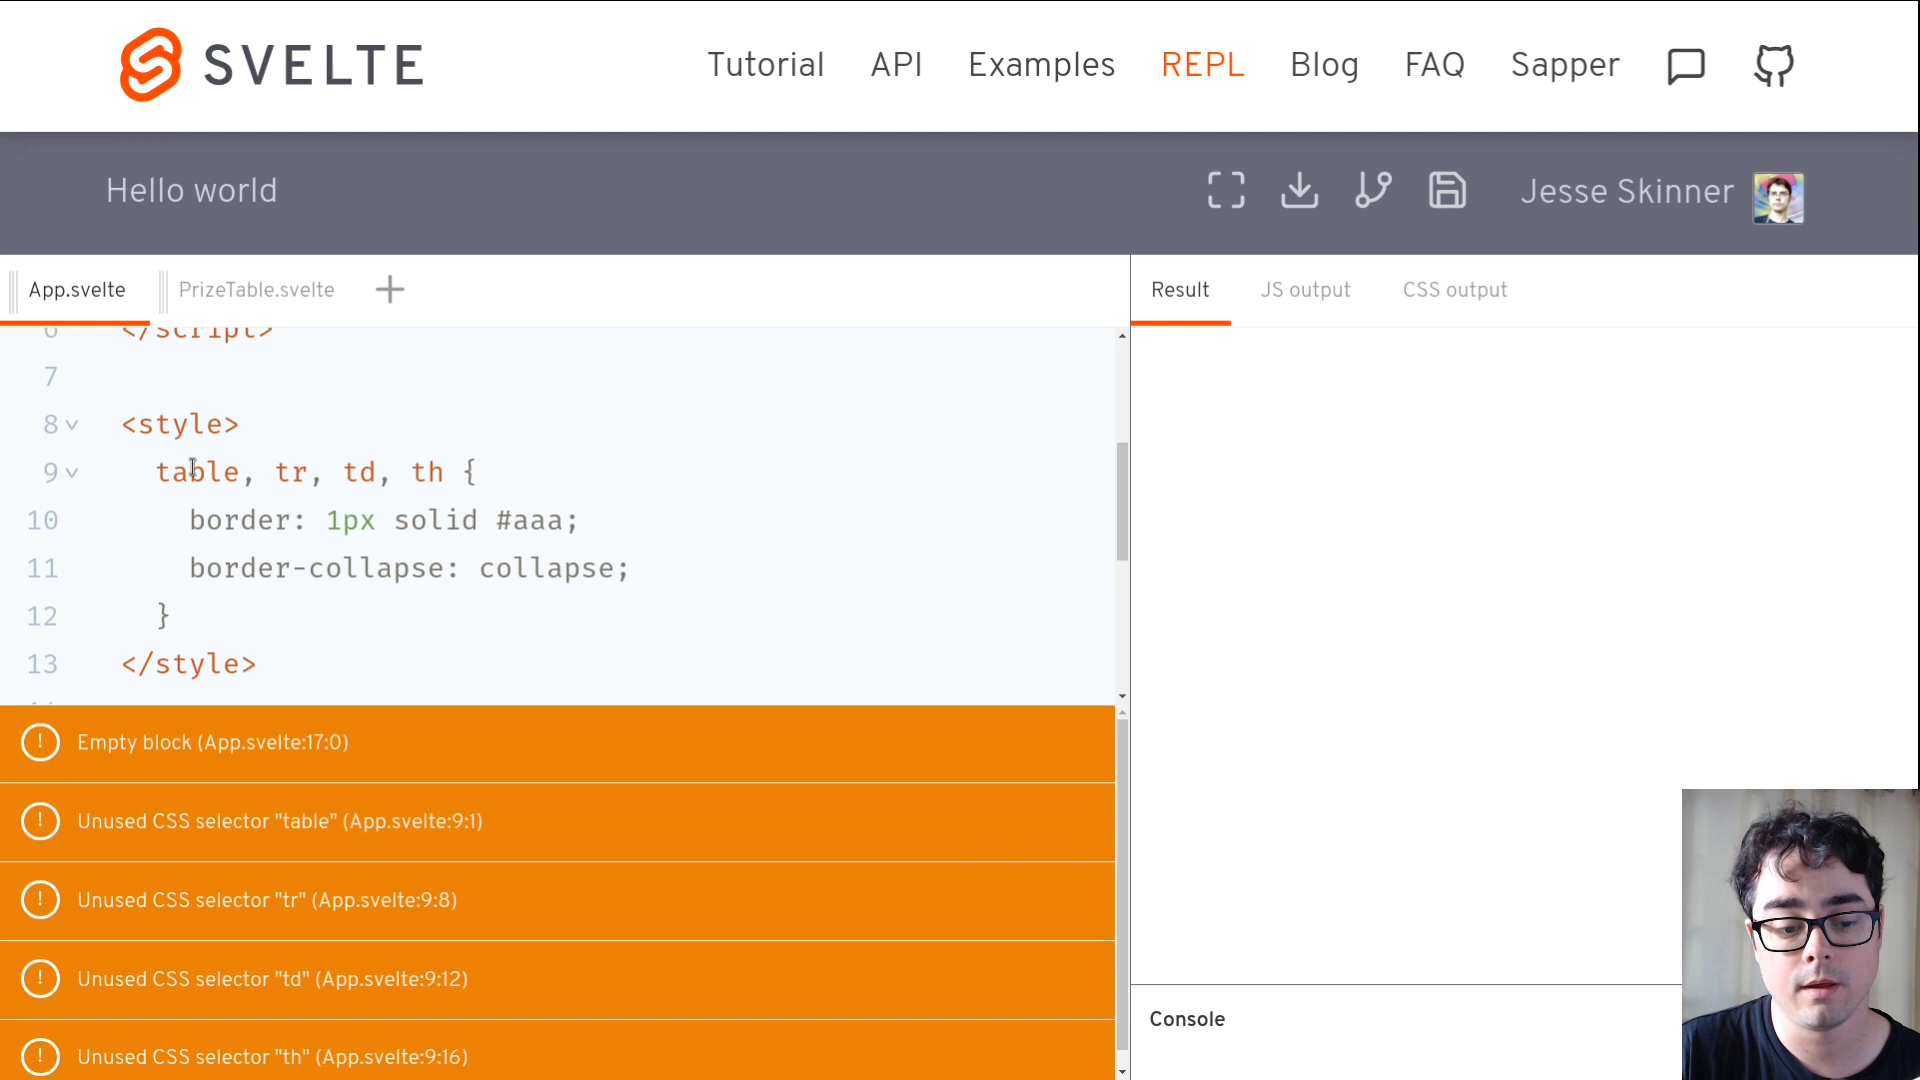 SVELTE
Tutorial API Examples REPL Blog FAQ Sapper
Hello world
Jesse Skinner
App.svelte PrizeTable.svelte +
Result JS output CSS output
6 </script>
7
8 <style>
9 table, tr, td, th {
10 border: 1px solid #aaa;
11 border-collapse: collapse;
12 }
13 </style>
! Empty block (App.svelte:17:0)
! Unused CSS selector "table" (App.svelte:9:1)
! Unused CSS selector "tr" (App.svelte:9:8)
! Unused CSS selector "td" (App.svelte:9:12)
! Unused CSS selector "th" (App.svelte:9:16)
Console